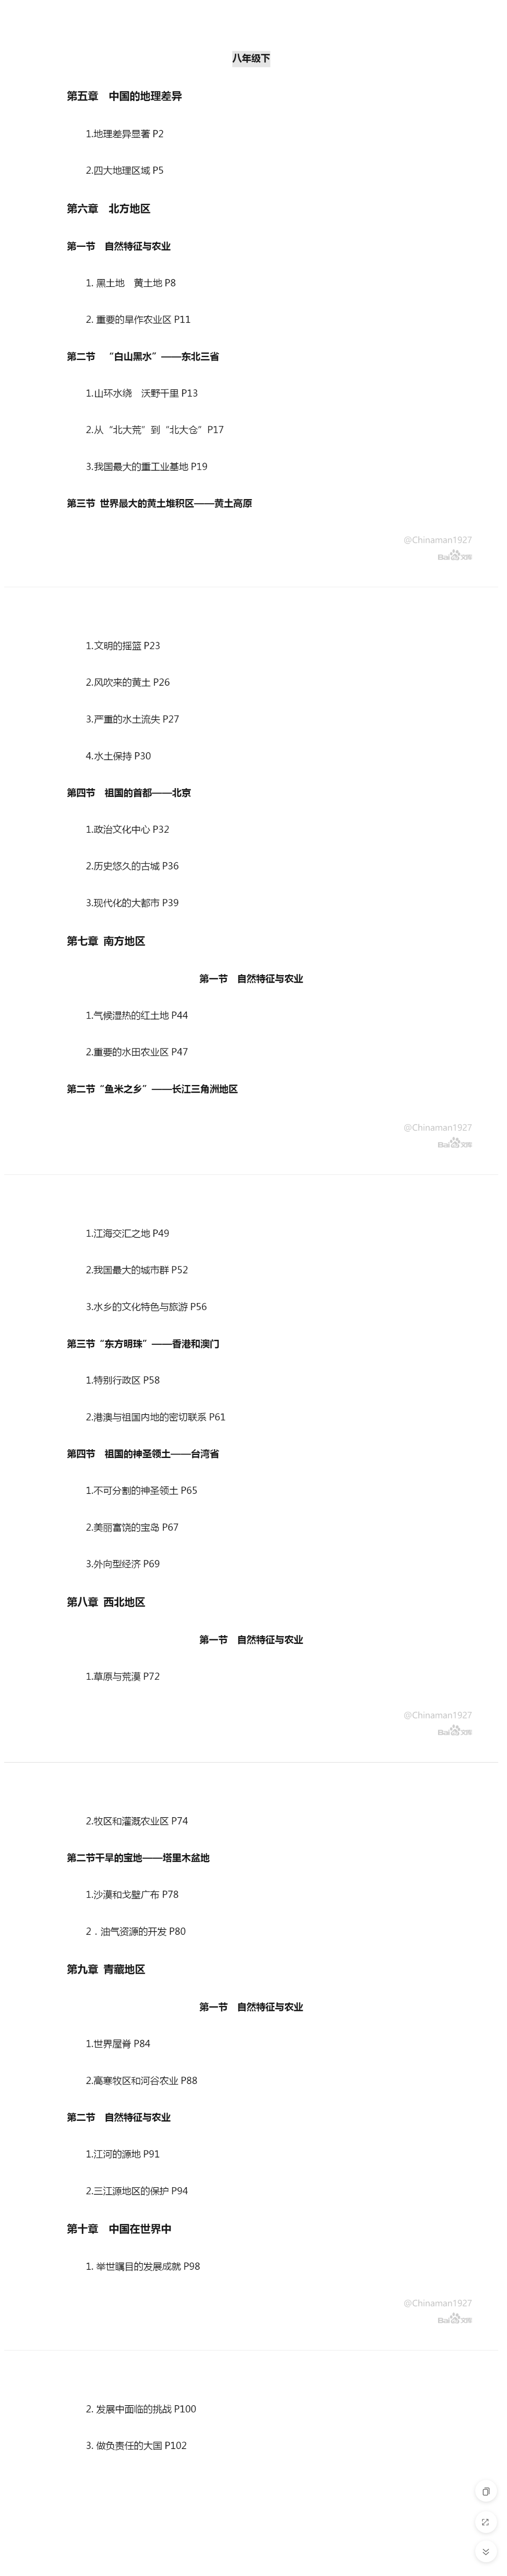 八年级下
第五章　中国的地理差异
1.地理差异显著 P2
2.四大地理区域 P5
第六章　北方地区
第一节　自然特征与农业
1. 黑土地　黄土地 P8
2. 重要的旱作农业区 P11
第二节　“白山黑水”——东北三省
1.山环水绕　沃野千里 P13
2.从“北大荒”到“北大仓”P17
3.我国最大的重工业基地 P19
第三节 世界最大的黄土堆积区——黄土高原
@Chinaman1927
Bai文库
1.文明的摇篮 P23
2.风吹来的黄土 P26
3.严重的水土流失 P27
4.水土保持 P30
第四节　祖国的首都——北京
1.政治文化中心 P32
2.历史悠久的古城 P36
3.现代化的大都市 P39
第七章 南方地区
第一节　自然特征与农业
1.气候湿热的红土地 P44
2.重要的水田农业区 P47
第二节“鱼米之乡”——长江三角洲地区
@Chinaman1927
Bai文库
1.江海交汇之地 P49
2.我国最大的城市群 P52
3.水乡的文化特色与旅游 P56
第三节“东方明珠”——香港和澳门
1.特别行政区 P58
2.港澳与祖国内地的密切联系 P61
第四节　祖国的神圣领土——台湾省
1.不可分割的神圣领土 P65
2.美丽富饶的宝岛 P67
3.外向型经济 P69
第八章 西北地区
第一节　自然特征与农业
1.草原与荒漠 P72
@Chinaman1927
Bai文库
2.牧区和灌溉农业区 P74
第二节干旱的宝地——塔里木盆地
1.沙漠和戈壁广布 P78
2．油气资源的开发 P80
第九章 青藏地区
第一节　自然特征与农业
1.世界屋脊 P84
2.高寒牧区和河谷农业 P88
第二节　自然特征与农业
1.江河的源地 P91
2.三江源地区的保护 P94
第十章　中国在世界中
1. 举世瞩目的发展成就 P98
@Chinaman1927
Bai文库
2. 发展中面临的挑战 P100
3. 做负责任的大国 P102